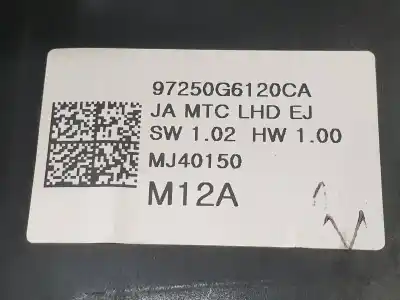 97250G6120CA
JA MTC LHD EJ
SW 1.02 HW 1.00
MJ40150
M12A